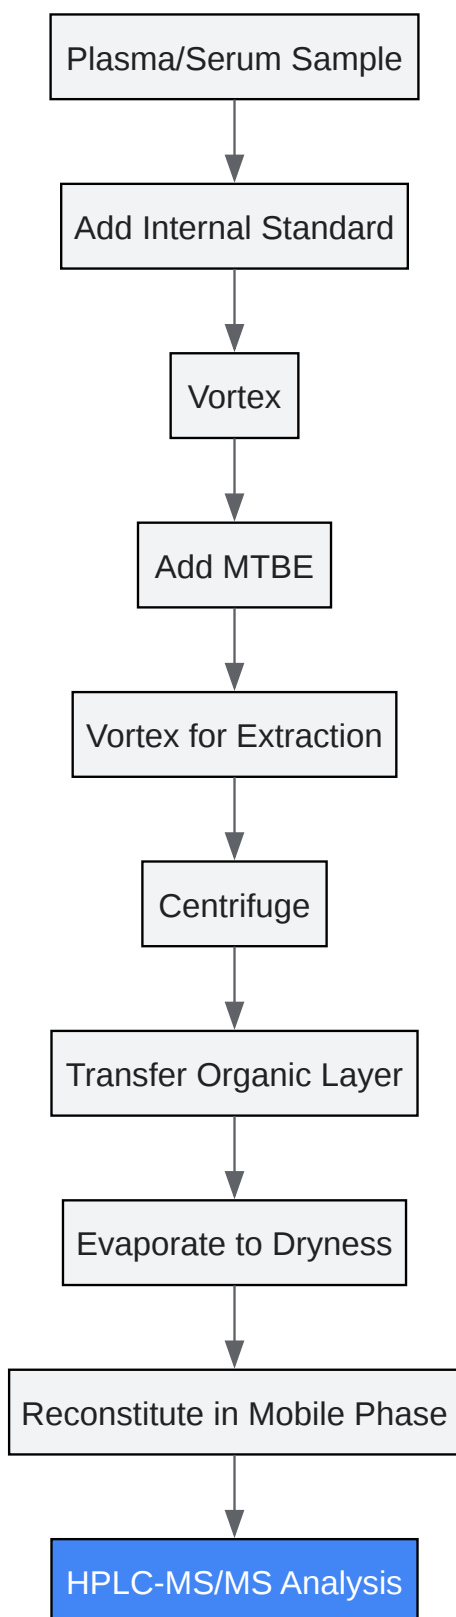 Plasma/Serum Sample
Add Internal Standard
Vortex
Add MTBE
Vortex for Extraction
Centrifuge
Transfer Organic Layer
Evaporate to Dryness
Reconstitute in Mobile Phase
HPLC-MS/MS Analysis